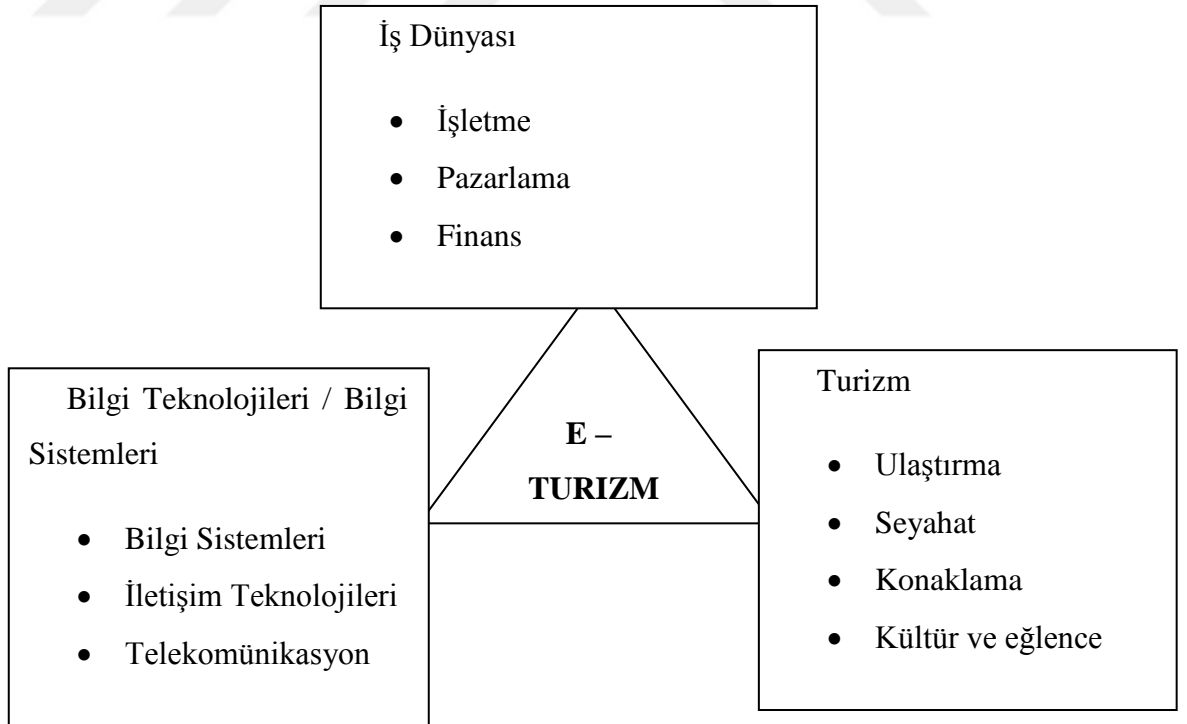 İş Dünyası
• İşletme
• Pazarlama
• Finans
Bilgi Teknolojileri / Bilgi
Sistemleri
• Bilgi Sistemleri
• İletişim Teknolojileri
• Telekomünikasyon
E –
TURIZM
Turizm
• Ulaştırma
• Seyahat
• Konaklama
• Kültür ve eğlence